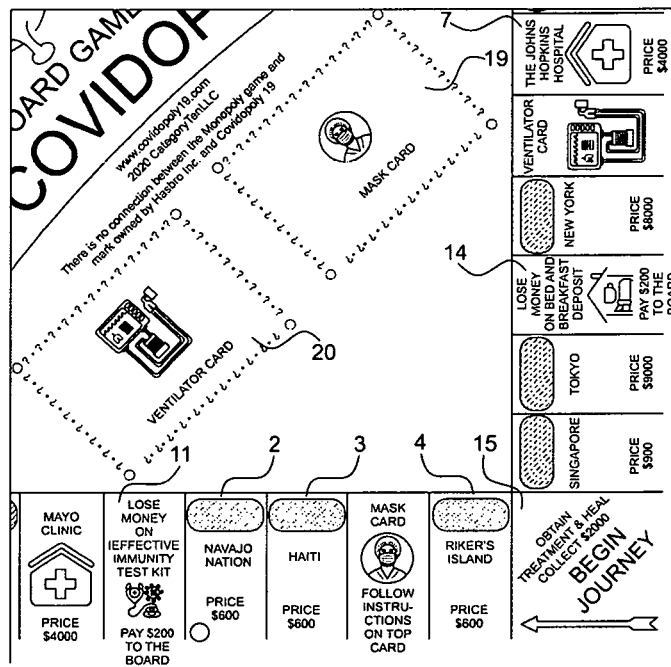 OARD GAME
COVIDOP
www.covidopoly19.com
2020 CategoryTenLLC
There is no connection between the Monopoly game and
mark owned by Hasbro Inc. and Covidopoly 19
MASK CARD
19
VENTILATOR CARD
20
7
THE JOHNS
HOPKINS
HOSPITAL
PRICE
$4000
VENTILATOR
CARD
NEW YORK
PRICE
$8000
14
LOSE
MONEY
ON BED AND
BREAKFAST
DEPOSIT
PAY $200
TO THE
BOARD
TOKYO
PRICE
$9000
SINGAPORE
PRICE
$900
15
OBTAIN
TREATMENT & HEAL
COLLECT $2000
BEGIN
JOURNEY
MAYO
CLINIC
PRICE
$4000
11
LOSE
MONEY
ON
IEFFECTIVE
IMMUNITY
TEST KIT
PAY $200
TO THE
BOARD
2
NAVAJO
NATION
PRICE
$600
3
HAITI
PRICE
$600
MASK
CARD
FOLLOW
INSTRU-
CTIONS
ON TOP
CARD
4
RIKER'S
ISLAND
PRICE
$600